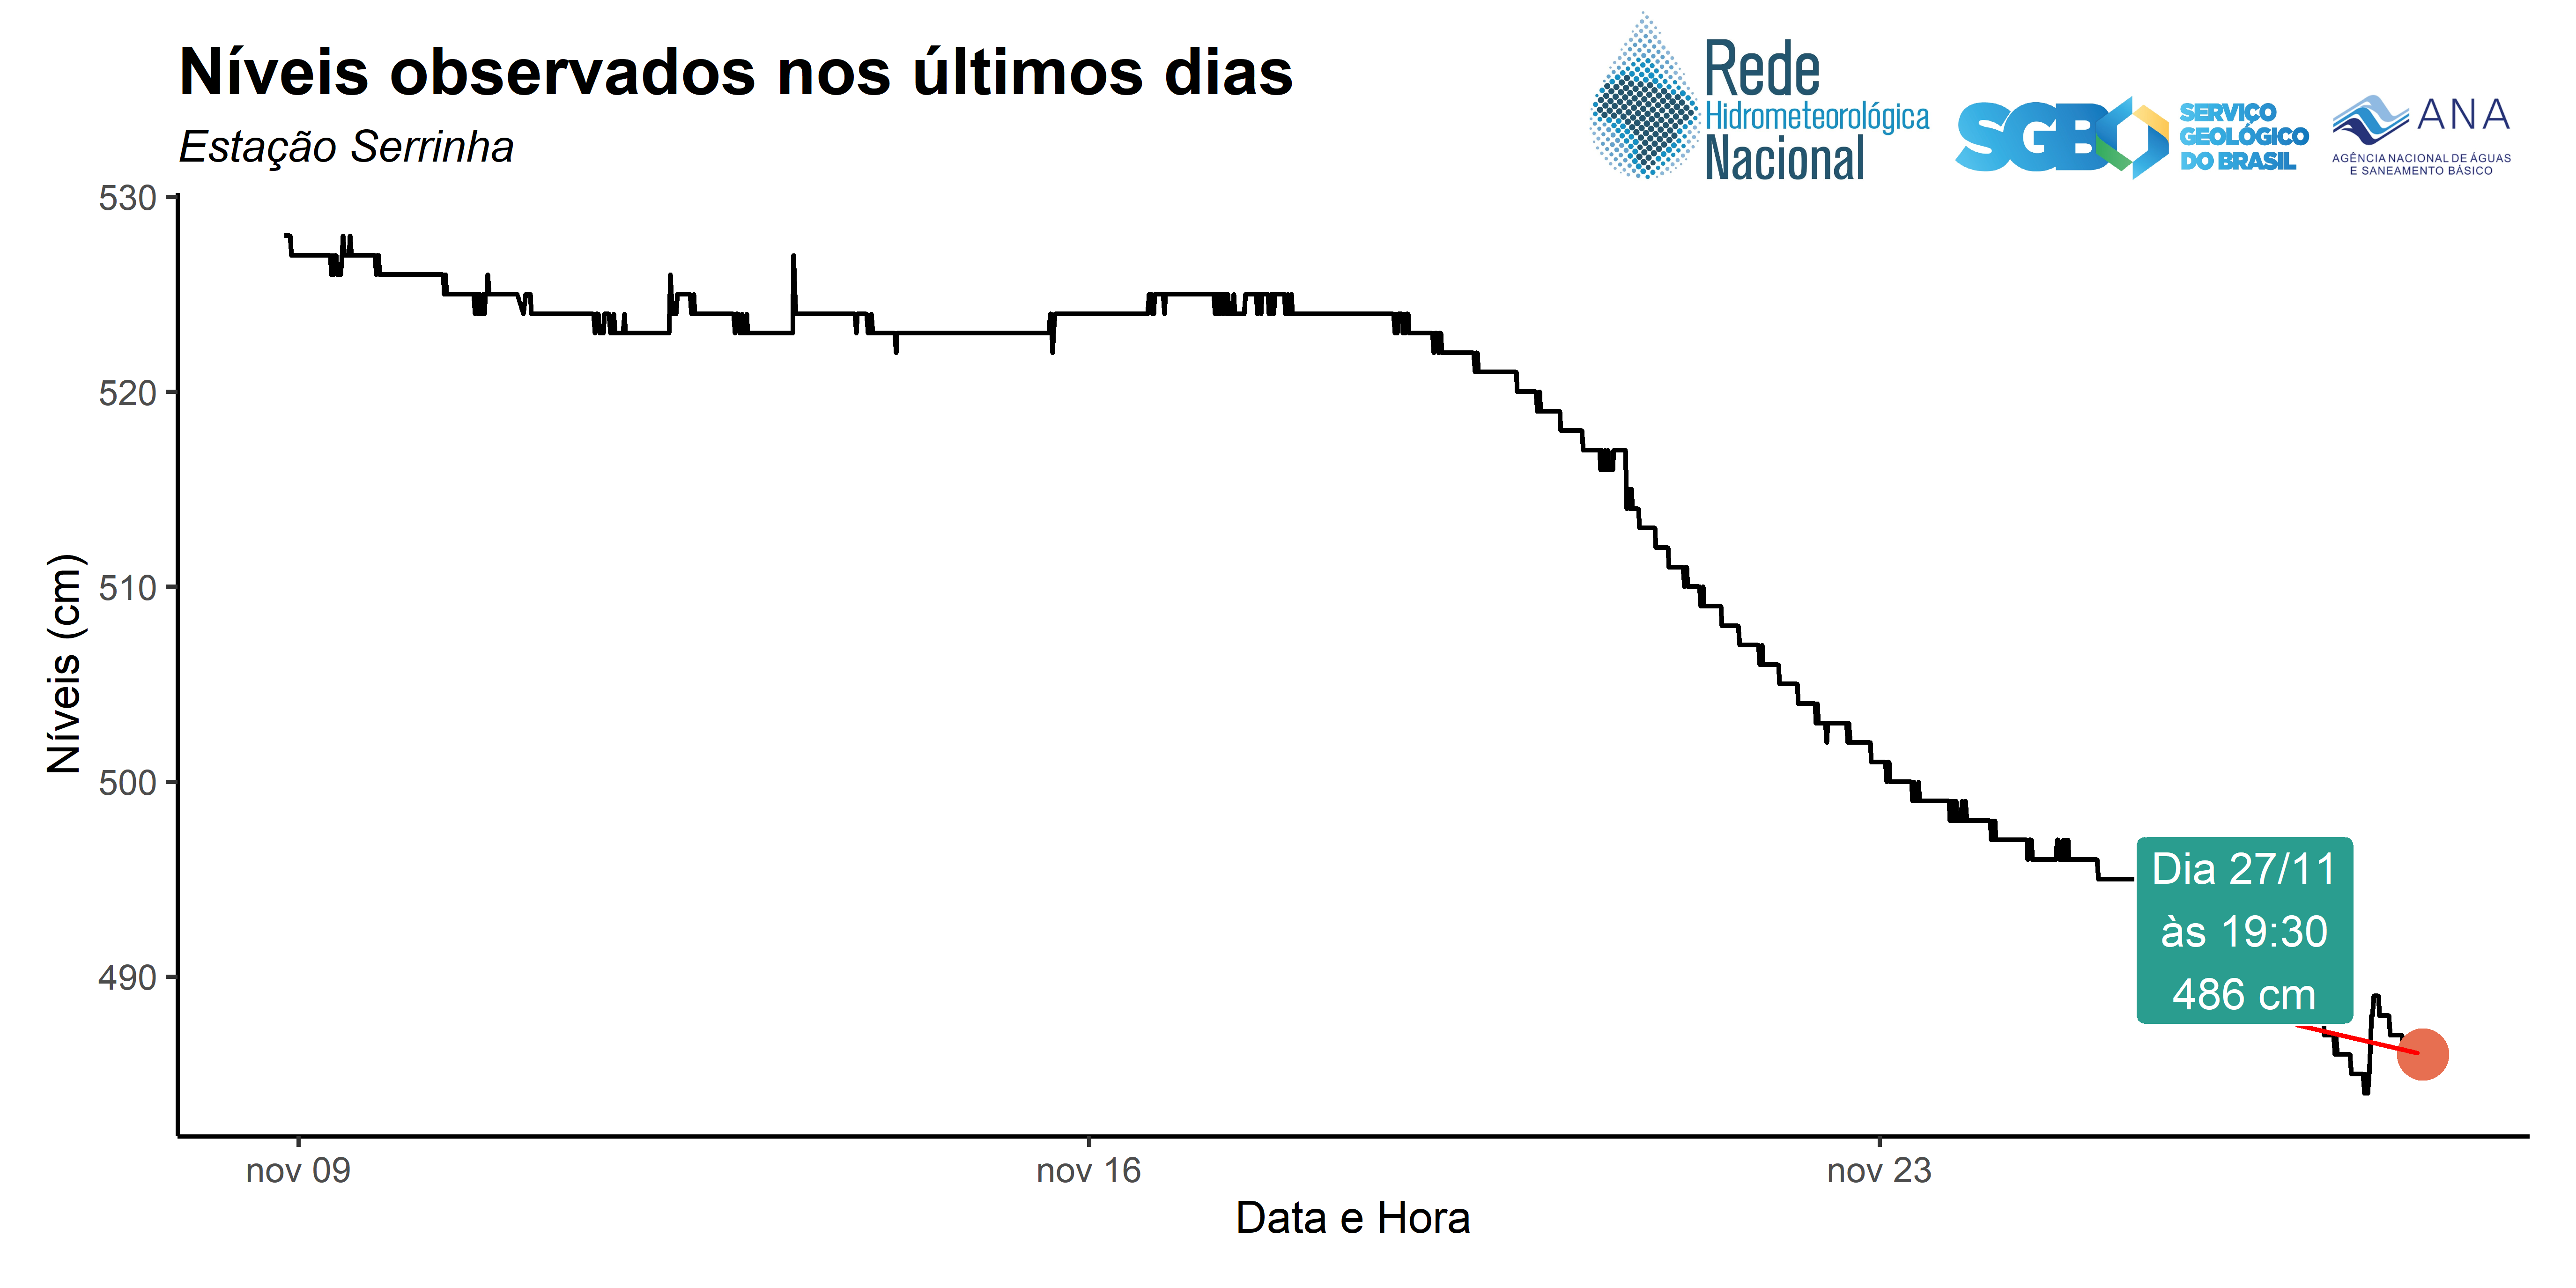 Níveis observados nos últimos dias
Estação Serrinha
Rede
Hidrometeorológica
Nacional
SGB
SERVIÇO
GEOLÓGICO
DO BRASIL
ANA
AGÊNCIA NACIONAL DE ÁGUAS
E SANEAMENTO BÁSICO
Níveis (cm)
530
520
510
500
490
Dia 27/11
às 19:30
486 cm
nov 09
nov 16
nov 23
Data e Hora